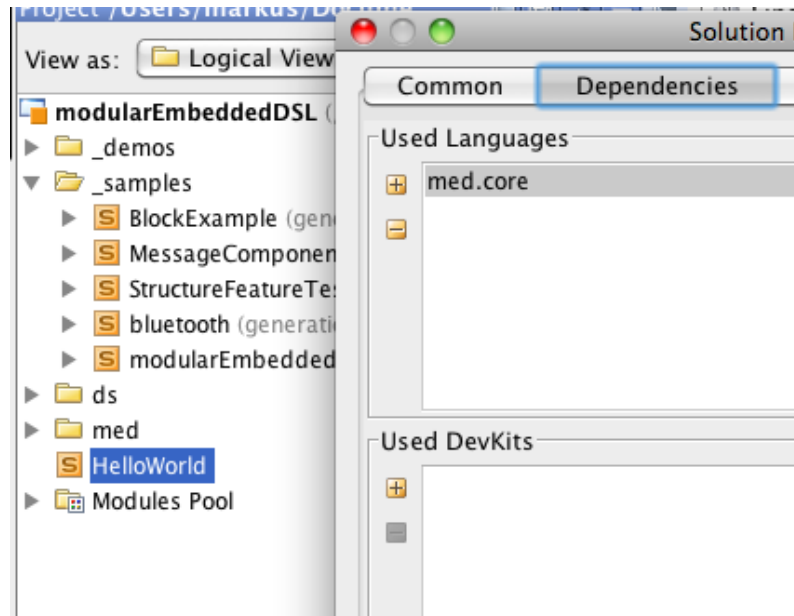 Project /Users/markus/Do
View as: Logical View
modularEmbeddedDSL (
_demos
_samples
BlockExample (gen
MessageComponen
StructureFeatureTe
bluetooth (generati
modularEmbedded
ds
med
HelloWorld
Modules Pool
Solution
Common
Dependencies
Used Languages
med.core
Used DevKits